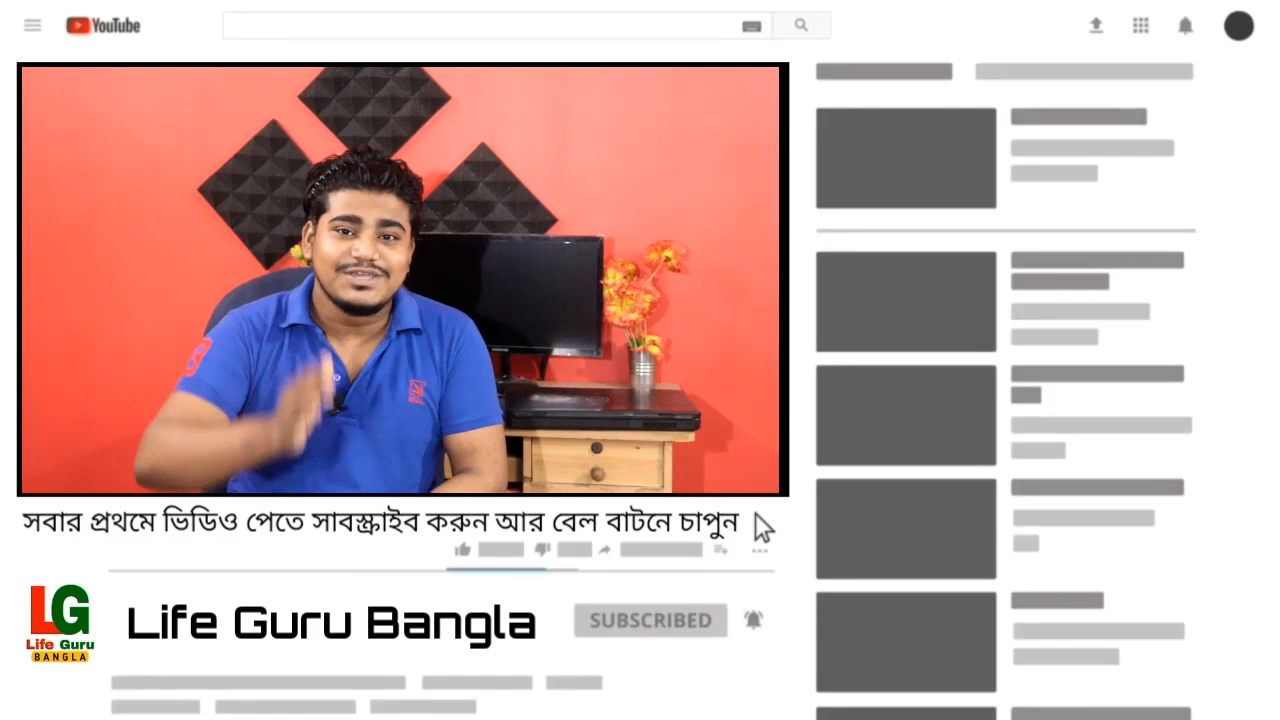 YouTube
সবার প্রথমে ভিডিও পেতে সাবস্ক্রাইব করুন আর বেল বাটনে চাপুন
LG
Life Guru
BANGLA
Life Guru Bangla
SUBSCRIBED